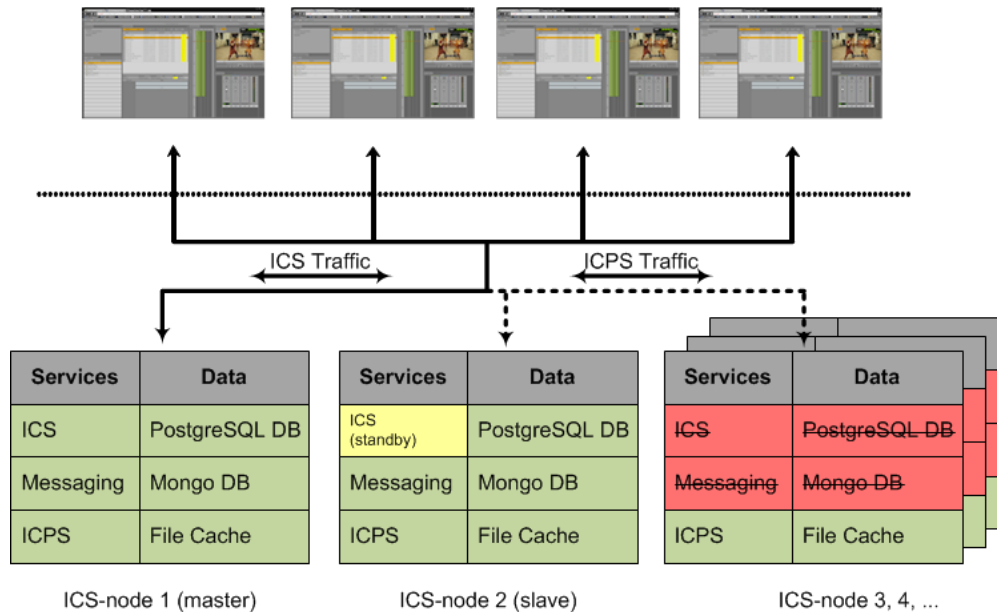 ICS Traffic
ICPS Traffic
Services Data
ICS PostgreSQL DB
Messaging Mongo DB
ICPS File Cache
ICS-node 1 (master)
Services Data
ICS
(standby)
PostgreSQL DB
Messaging Mongo DB
ICPS File Cache
ICS-node 2 (slave)
Services Data
ICS PostgreSQL DB
Messaging Mongo DB
ICPS File Cache
ICS-node 3, 4, ...